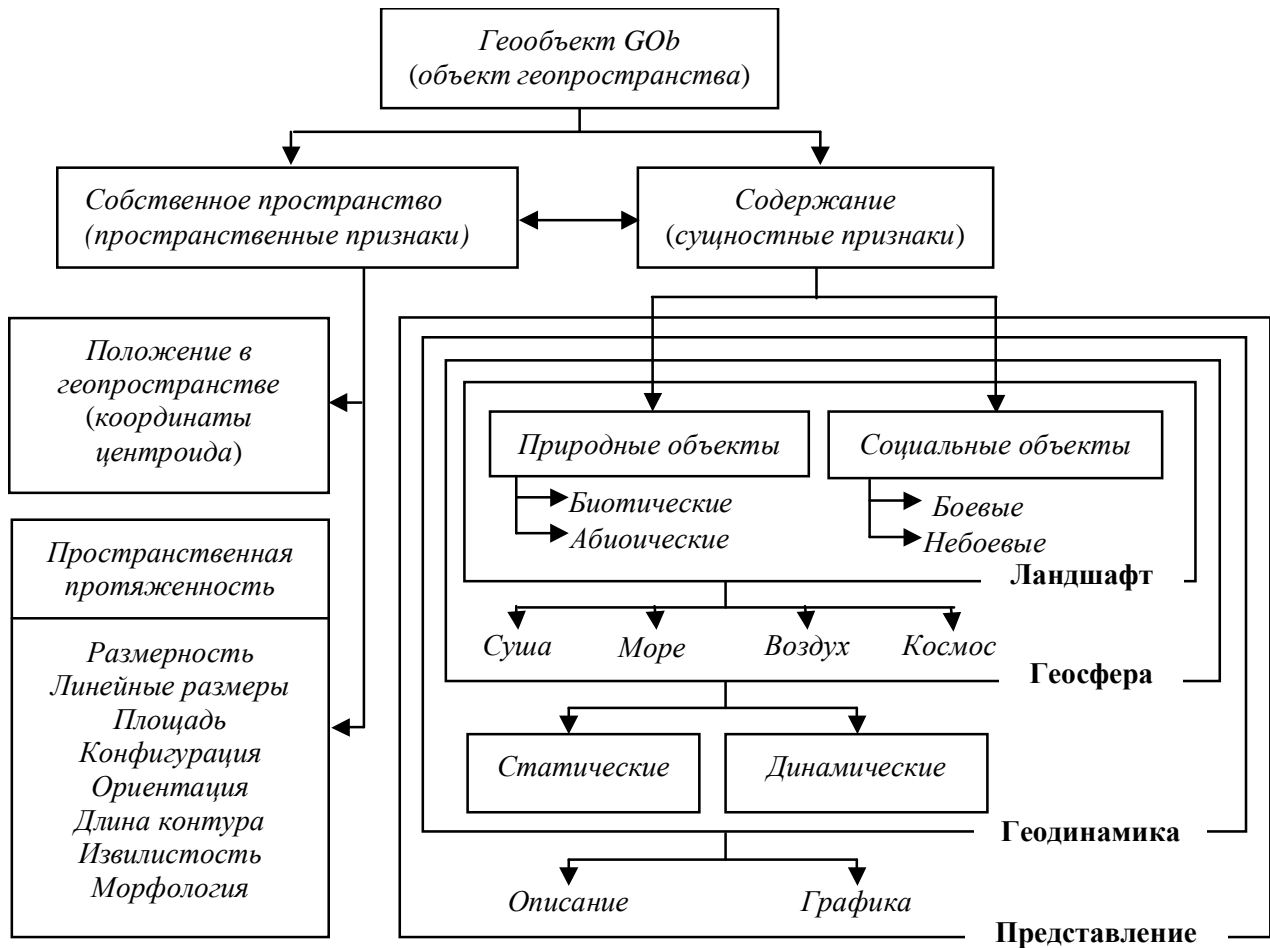 Геообъект GOb
(объект геопространства)
Собственное пространство
(пространственные признаки)
Содержание
(сущностные признаки)
Положение в
геопространстве
(координаты
центроида)
Пространственная
протяженность
Размерность
Линейные размеры
Площадь
Конфигурация
Ориентация
Длина контура
Извилистость
Морфология
Природные объекты
Биотические
Абиоические
Социальные объекты
Боевые
Небоевые
Ландшафт
Суша
Море
Воздух
Космос
Геосфера
Статические
Динамические
Геодинамика
Описание
Графика
Представление